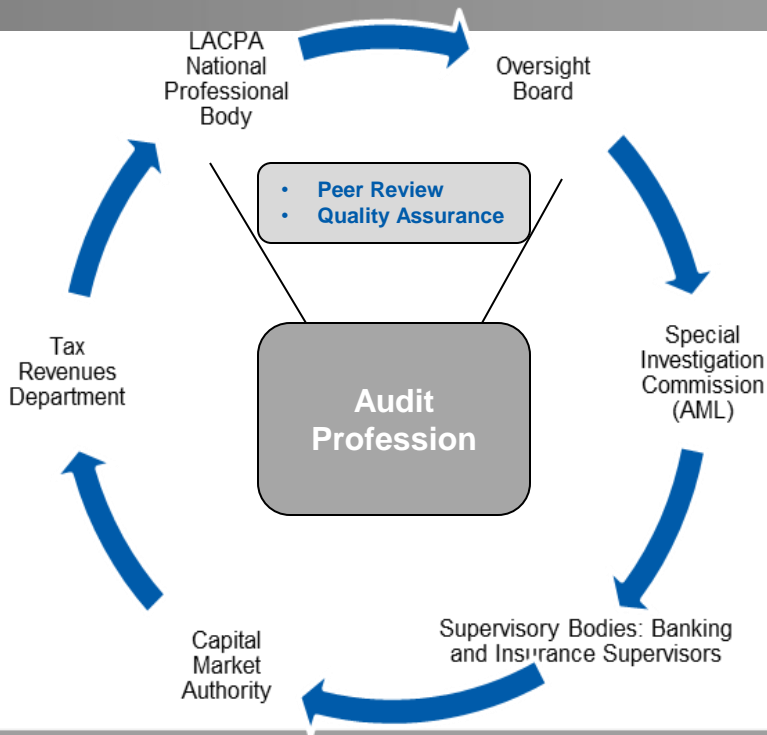 LACPA
National
Professional
Body
Oversight
Board
• Peer Review
• Quality Assurance
Special
Investigation
Commission
(AML)
Tax
Revenues
Department
Audit
Profession
Supervisory Bodies: Banking
and Insurance Supervisors
Capital
Market
Authority